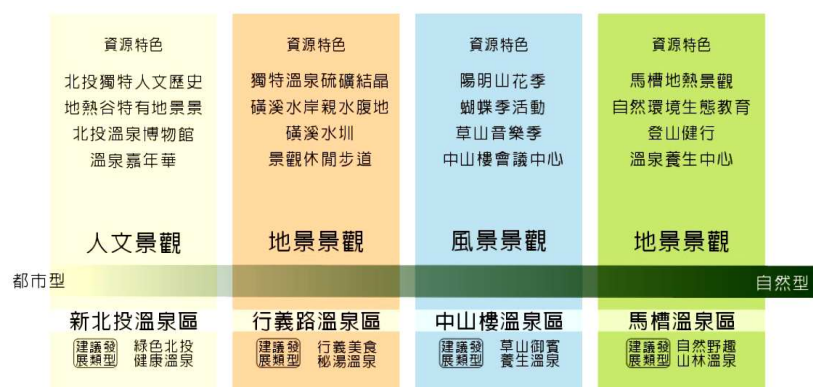 資源特色
北投獨特人文歷史
地熱谷特有地景景
北投溫泉博物館
溫泉嘉年華
人文景觀
資源特色
獨特溫泉硫礦結晶
磺溪水岸親水腹地
磺溪水圳
景觀休閒步道
地景景觀
資源特色
陽明山花季
蝴蝶季活動
草山音樂季
中山樓會議中心
風景景觀
資源特色
馬槽地熱景觀
自然環境生態教育
登山健行
溫泉養生中心
地景景觀
都市型
自然型
新北投溫泉區
建議發展類型
綠色北投
健康溫泉
行義路溫泉區
建議發展類型
行義美食
秘湯溫泉
中山樓溫泉區
建議發展類型
草山御賓
養生溫泉
馬槽溫泉區
建議發展類型
自然野趣
山林溫泉